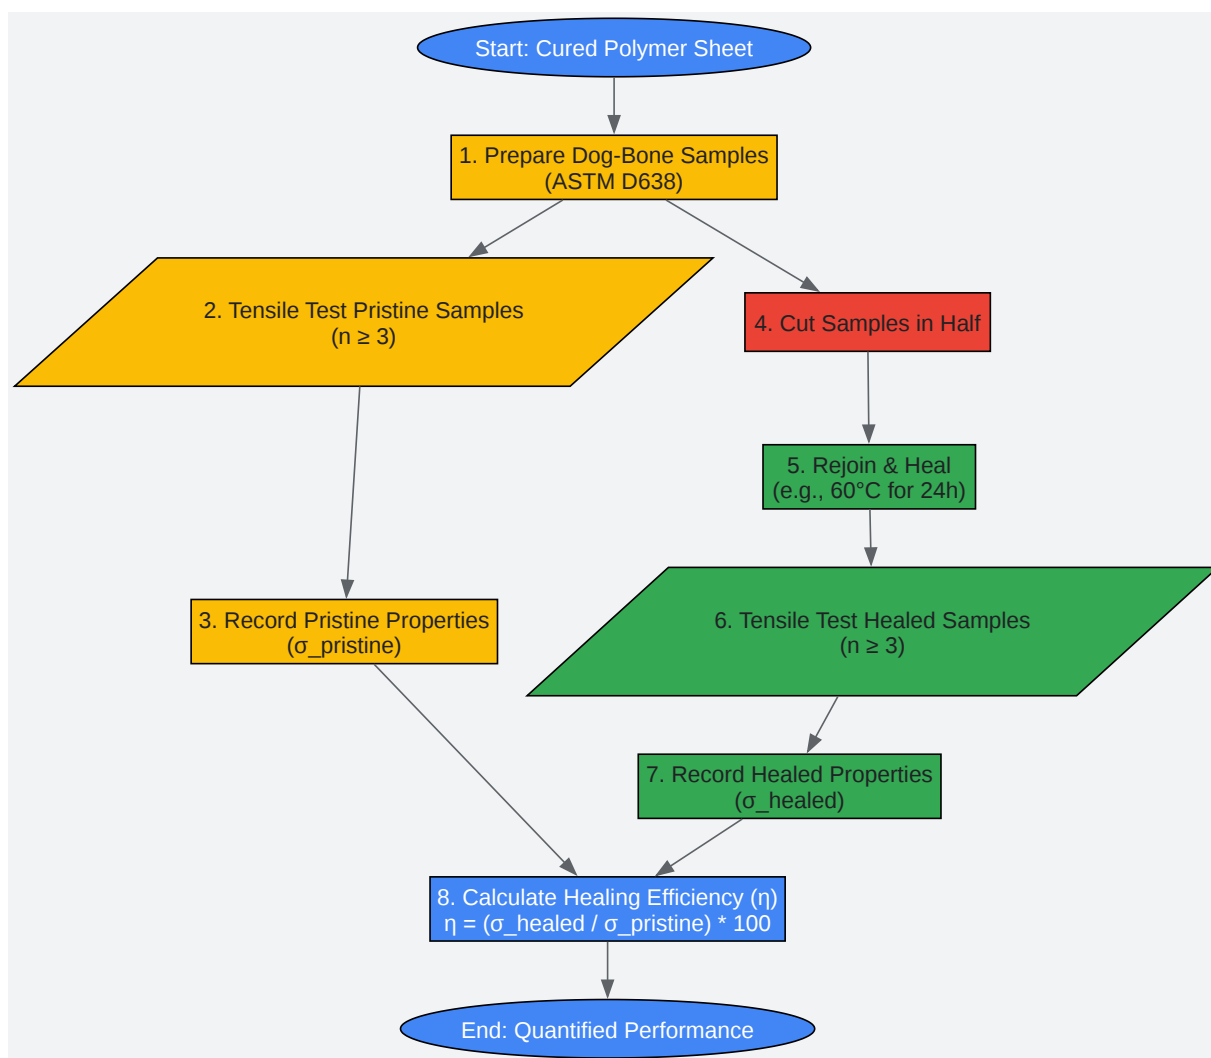 Start: Cured Polymer Sheet
1. Prepare Dog-Bone Samples
(ASTM D638)
2. Tensile Test Pristine Samples
(n ≥ 3)
4. Cut Samples in Half
5. Rejoin & Heal
(e.g., 60°C for 24h)
3. Record Pristine Properties
(σ_pristine)
6. Tensile Test Healed Samples
(n ≥ 3)
7. Record Healed Properties
(σ_healed)
8. Calculate Healing Efficiency (η)
η = (σ_healed / σ_pristine) * 100
End: Quantified Performance